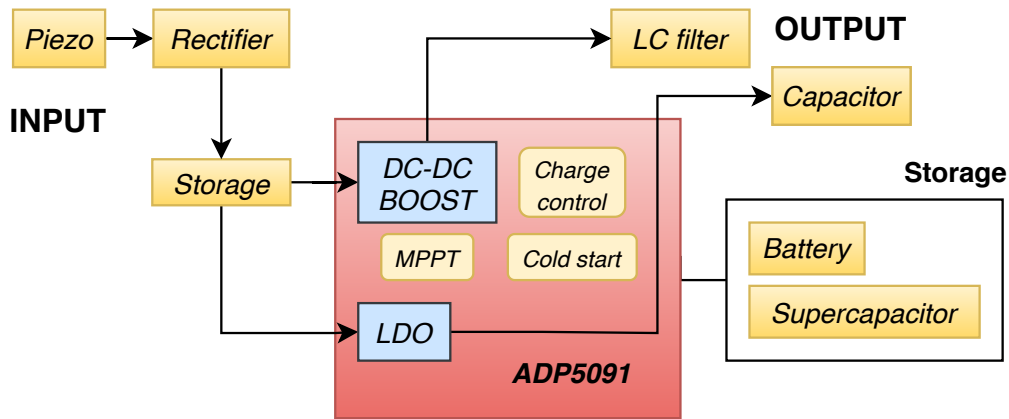 Piezo
Rectifier
LC filter
OUTPUT
Capacitor
INPUT
Storage
DC-DC
BOOST
Charge
control
MPPT
Cold start
LDO
ADP5091
Storage
Battery
Supercapacitor